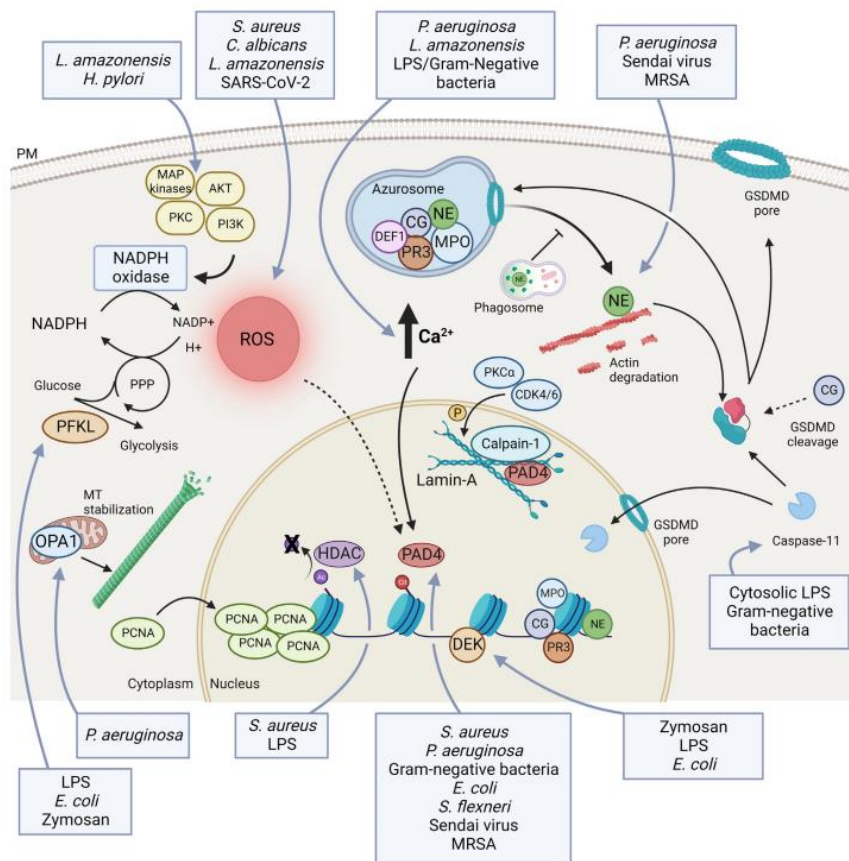 L. amazonensis
H. pylori
S. aureus
C. albicans
L. amazonensis
SARS-CoV-2
P. aeruginosa
L. amazonensis
LPS/Gram-Negative
bacteria
P. aeruginosa
Sendai virus
MRSA
PM
MAP
kinases
AKT
PKC
PI3K
NADPH
oxidase
NADPH
NADP+
H+
ROS
Glucose
PPP
PFKL
Glycolysis
Azurosome
CG
NE
DEF1
PR3
MPO
NE
Phagosome
Ca2+
NE
Actin
degradation
GSDMD
pore
CG
GSDMD
cleavage
Caspase-11
GSDMD
pore
Cytosolic LPS
Gram-negative
bacteria
PKCα
CDK4/6
P
Calpain-1
PAD4
Lamin-A
MT
stabilization
OPA1
PCNA
PCNA
PCNA
PCNA
PCNA
PCNA
X
HDAC
Ac
PAD4
Cit
DEK
MPO
CG
PR3
NE
Cytoplasm
Nucleus
P. aeruginosa
LPS
E. coli
Zymosan
S. aureus
LPS
S. aureus
P. aeruginosa
Gram-negative bacteria
E. coli
S. flexneri
Sendai virus
MRSA
Zymosan
LPS
E. coli